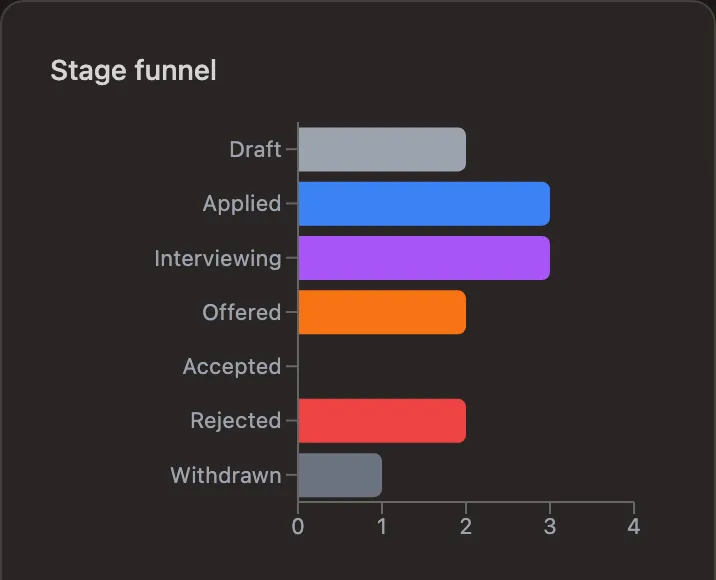 Stage funnel
Draft
Applied
Interviewing
Offered
Accepted
Rejected
Withdrawn
0 1 2 3 4